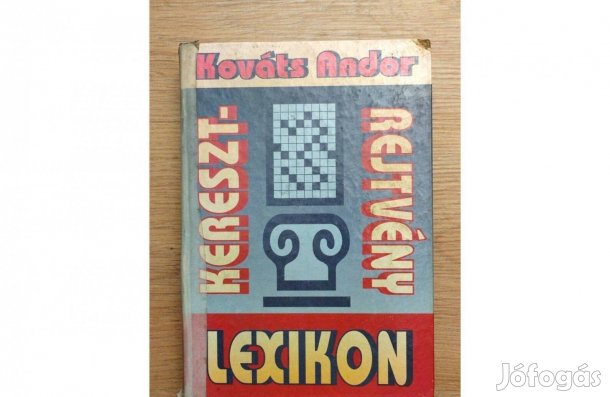 Kováts Andor
KERESZT-
REJTVÉNY
LEXIKON
Jófogás